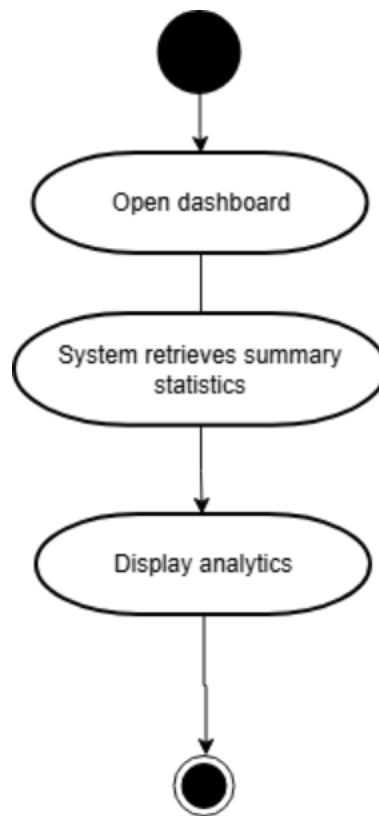 Open dashboard
System retrieves summary
statistics
Display analytics